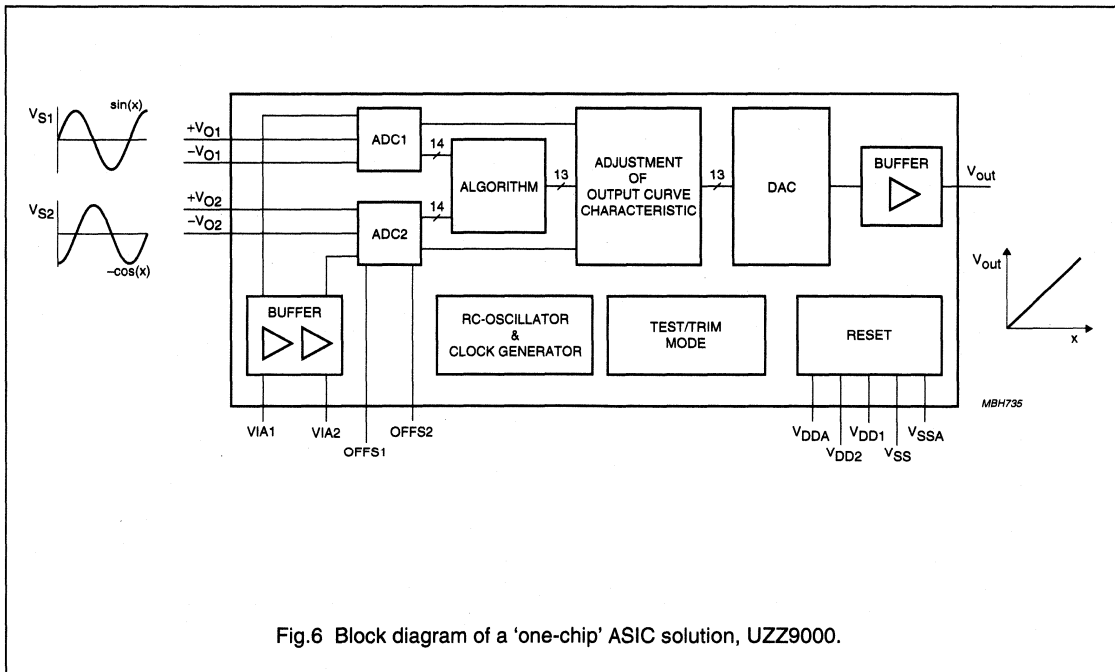 VS1
sin(x)
VS2
−cos(x)
+VO1
−VO1
+VO2
−VO2
ADC1
14
ADC2
14
ALGORITHM
13
ADJUSTMENT
OF
OUTPUT CURVE
CHARACTERISTIC
13
DAC
BUFFER
Vout
BUFFER
RC-OSCILLATOR
&
CLOCK GENERATOR
TEST/TRIM
MODE
RESET
Vout
x
MBH735
VIA1
VIA2
OFFS1
OFFS2
VDDA
VDD2
VDD1
VSS
VSSA
Fig.6 Block diagram of a 'one-chip' ASIC solution, UZZ9000.